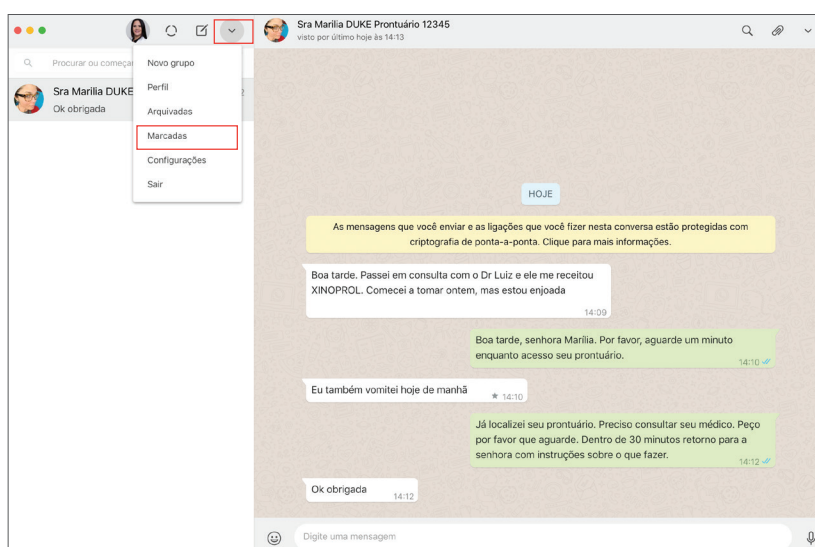 Sra Marilia DUKE Prontuário 12345
visto por último hoje às 14:13
Procurar ou começar
Sra Marilia DUKE
Ok obrigada
Novo grupo
Perfil
Arquivadas
Marcadas
Configurações
Sair
HOJE
As mensagens que você enviar e as ligações que você fizer nesta conversa estão protegidas com
criptografia de ponta-a-ponta. Clique para mais informações.
Boa tarde. Passei em consulta com o Dr Luiz e ele me receitou
XINOPROL. Comecei a tomar ontem, mas estou enjoada
14:09
Boa tarde, senhora Marília. Por favor, aguarde um minuto
enquanto acesso seu prontuário.
14:10
Eu também vomitei hoje de manhã
14:10
Já localizei seu prontuário. Preciso consultar seu médico. Peço
por favor que aguarde. Dentro de 30 minutos retorno para a
senhora com instruções sobre o que fazer.
14:12
Ok obrigada
14:12
Digite uma mensagem